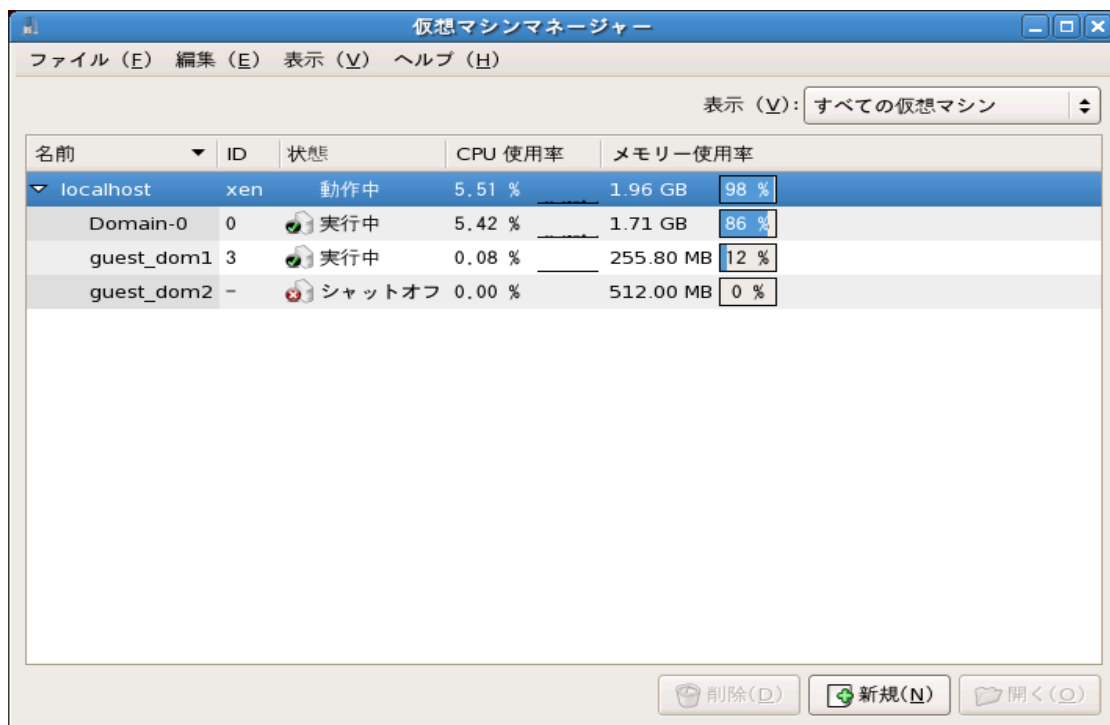 仮想マシンマネージャー
ファイル (F) 編集 (E) 表示 (V) ヘルプ (H)
表示 (V): すべての仮想マシン
名前 ID 状態 CPU 使用率 メモリー使用率
localhost xen 動作中 5.51 % 1.96 GB 98 %
Domain-0 0 実行中 5.42 % 1.71 GB 86 %
guest_dom1 3 実行中 0.08 % 255.80 MB 12 %
guest_dom2 - シャットオフ 0.00 % 512.00 MB 0 %
削除(D) 新規(N) 開く(O)